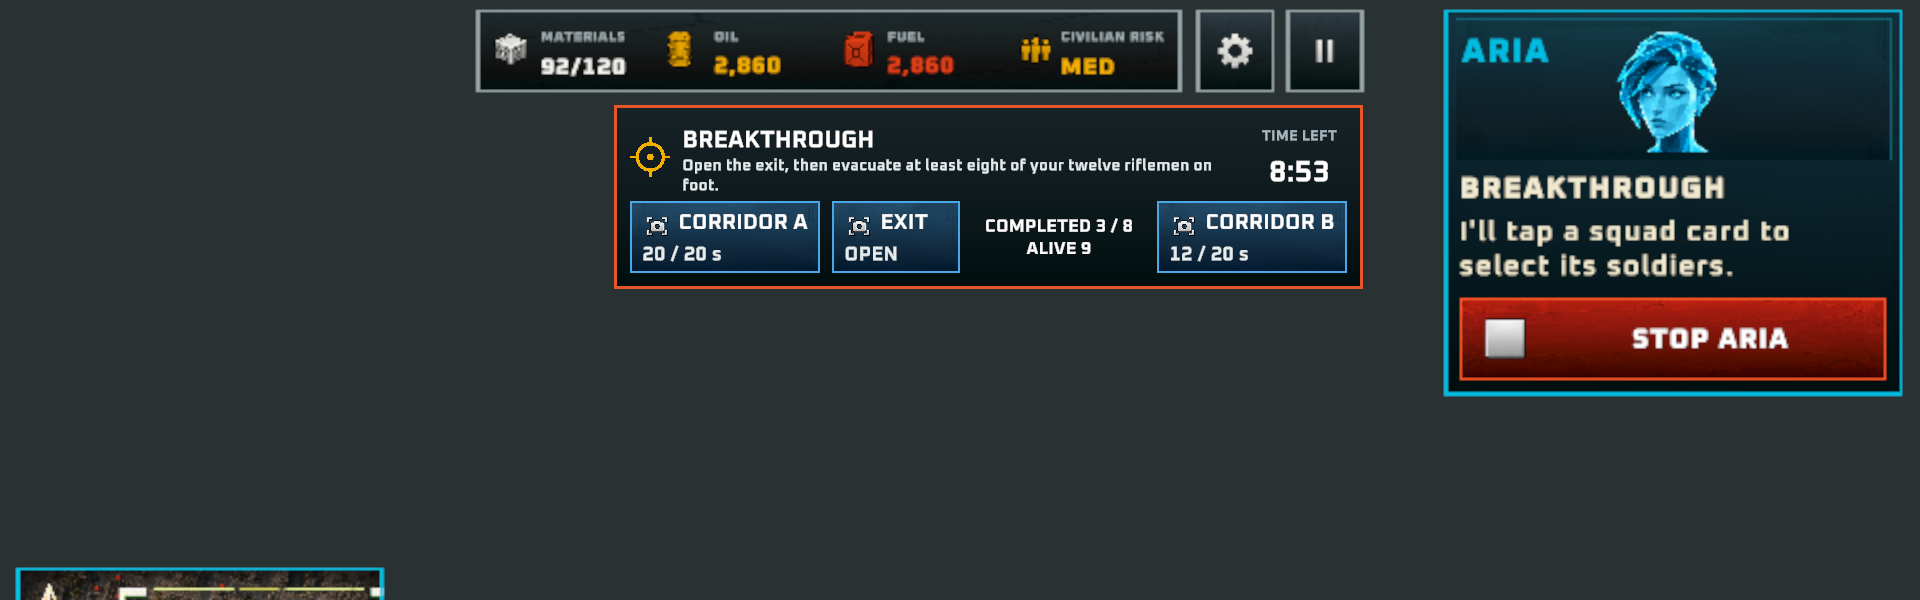 MATERIALS
92/120
OIL
2,860
FUEL
2,860
CIVILIAN RISK
MED
BREAKTHROUGH
Open the exit, then evacuate at least eight of your twelve riflemen on
foot.
TIME LEFT
8:53
CORRIDOR A
20 / 20 s
EXIT
OPEN
COMPLETED 3 / 8
ALIVE 9
CORRIDOR B
12 / 20 s
ARIA
BREAKTHROUGH
I'll tap a squad card to
select its soldiers.
STOP ARIA